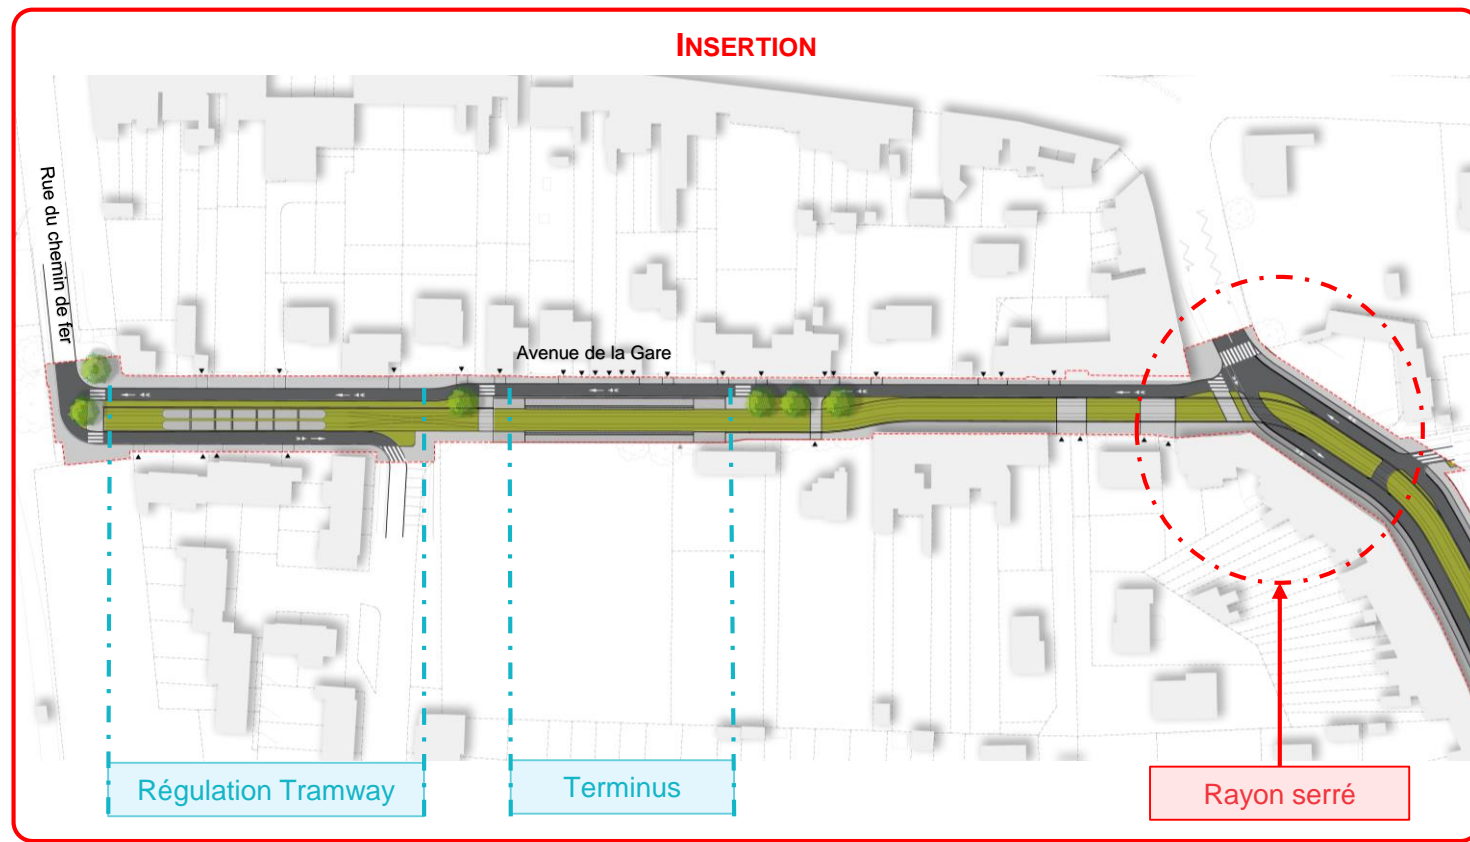 INSERTION
Rue du chemin de fer
Avenue de la Gare
Régulation Tramway
Terminus
Rayon serré